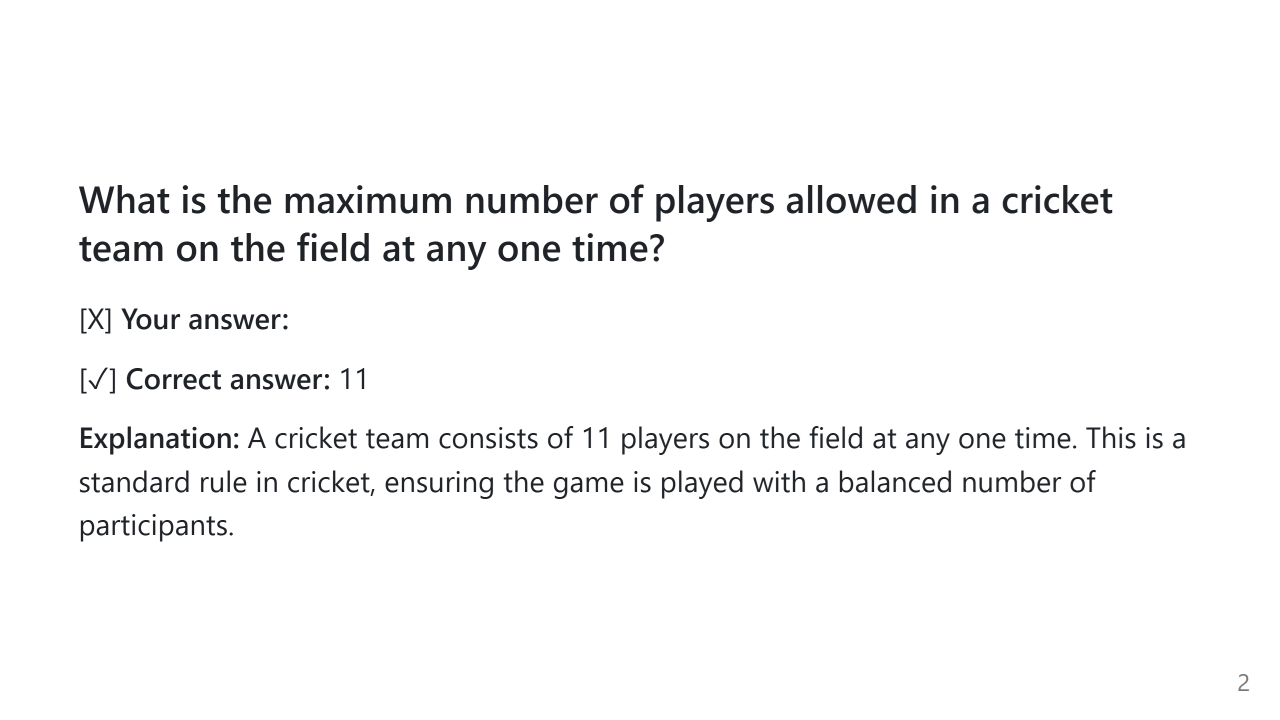 What is the maximum number of players allowed in a cricket
team on the field at any one time?
[X] Your answer:
[✓] Correct answer: 11
Explanation: A cricket team consists of 11 players on the field at any one time. This is a
standard rule in cricket, ensuring the game is played with a balanced number of
participants.
2